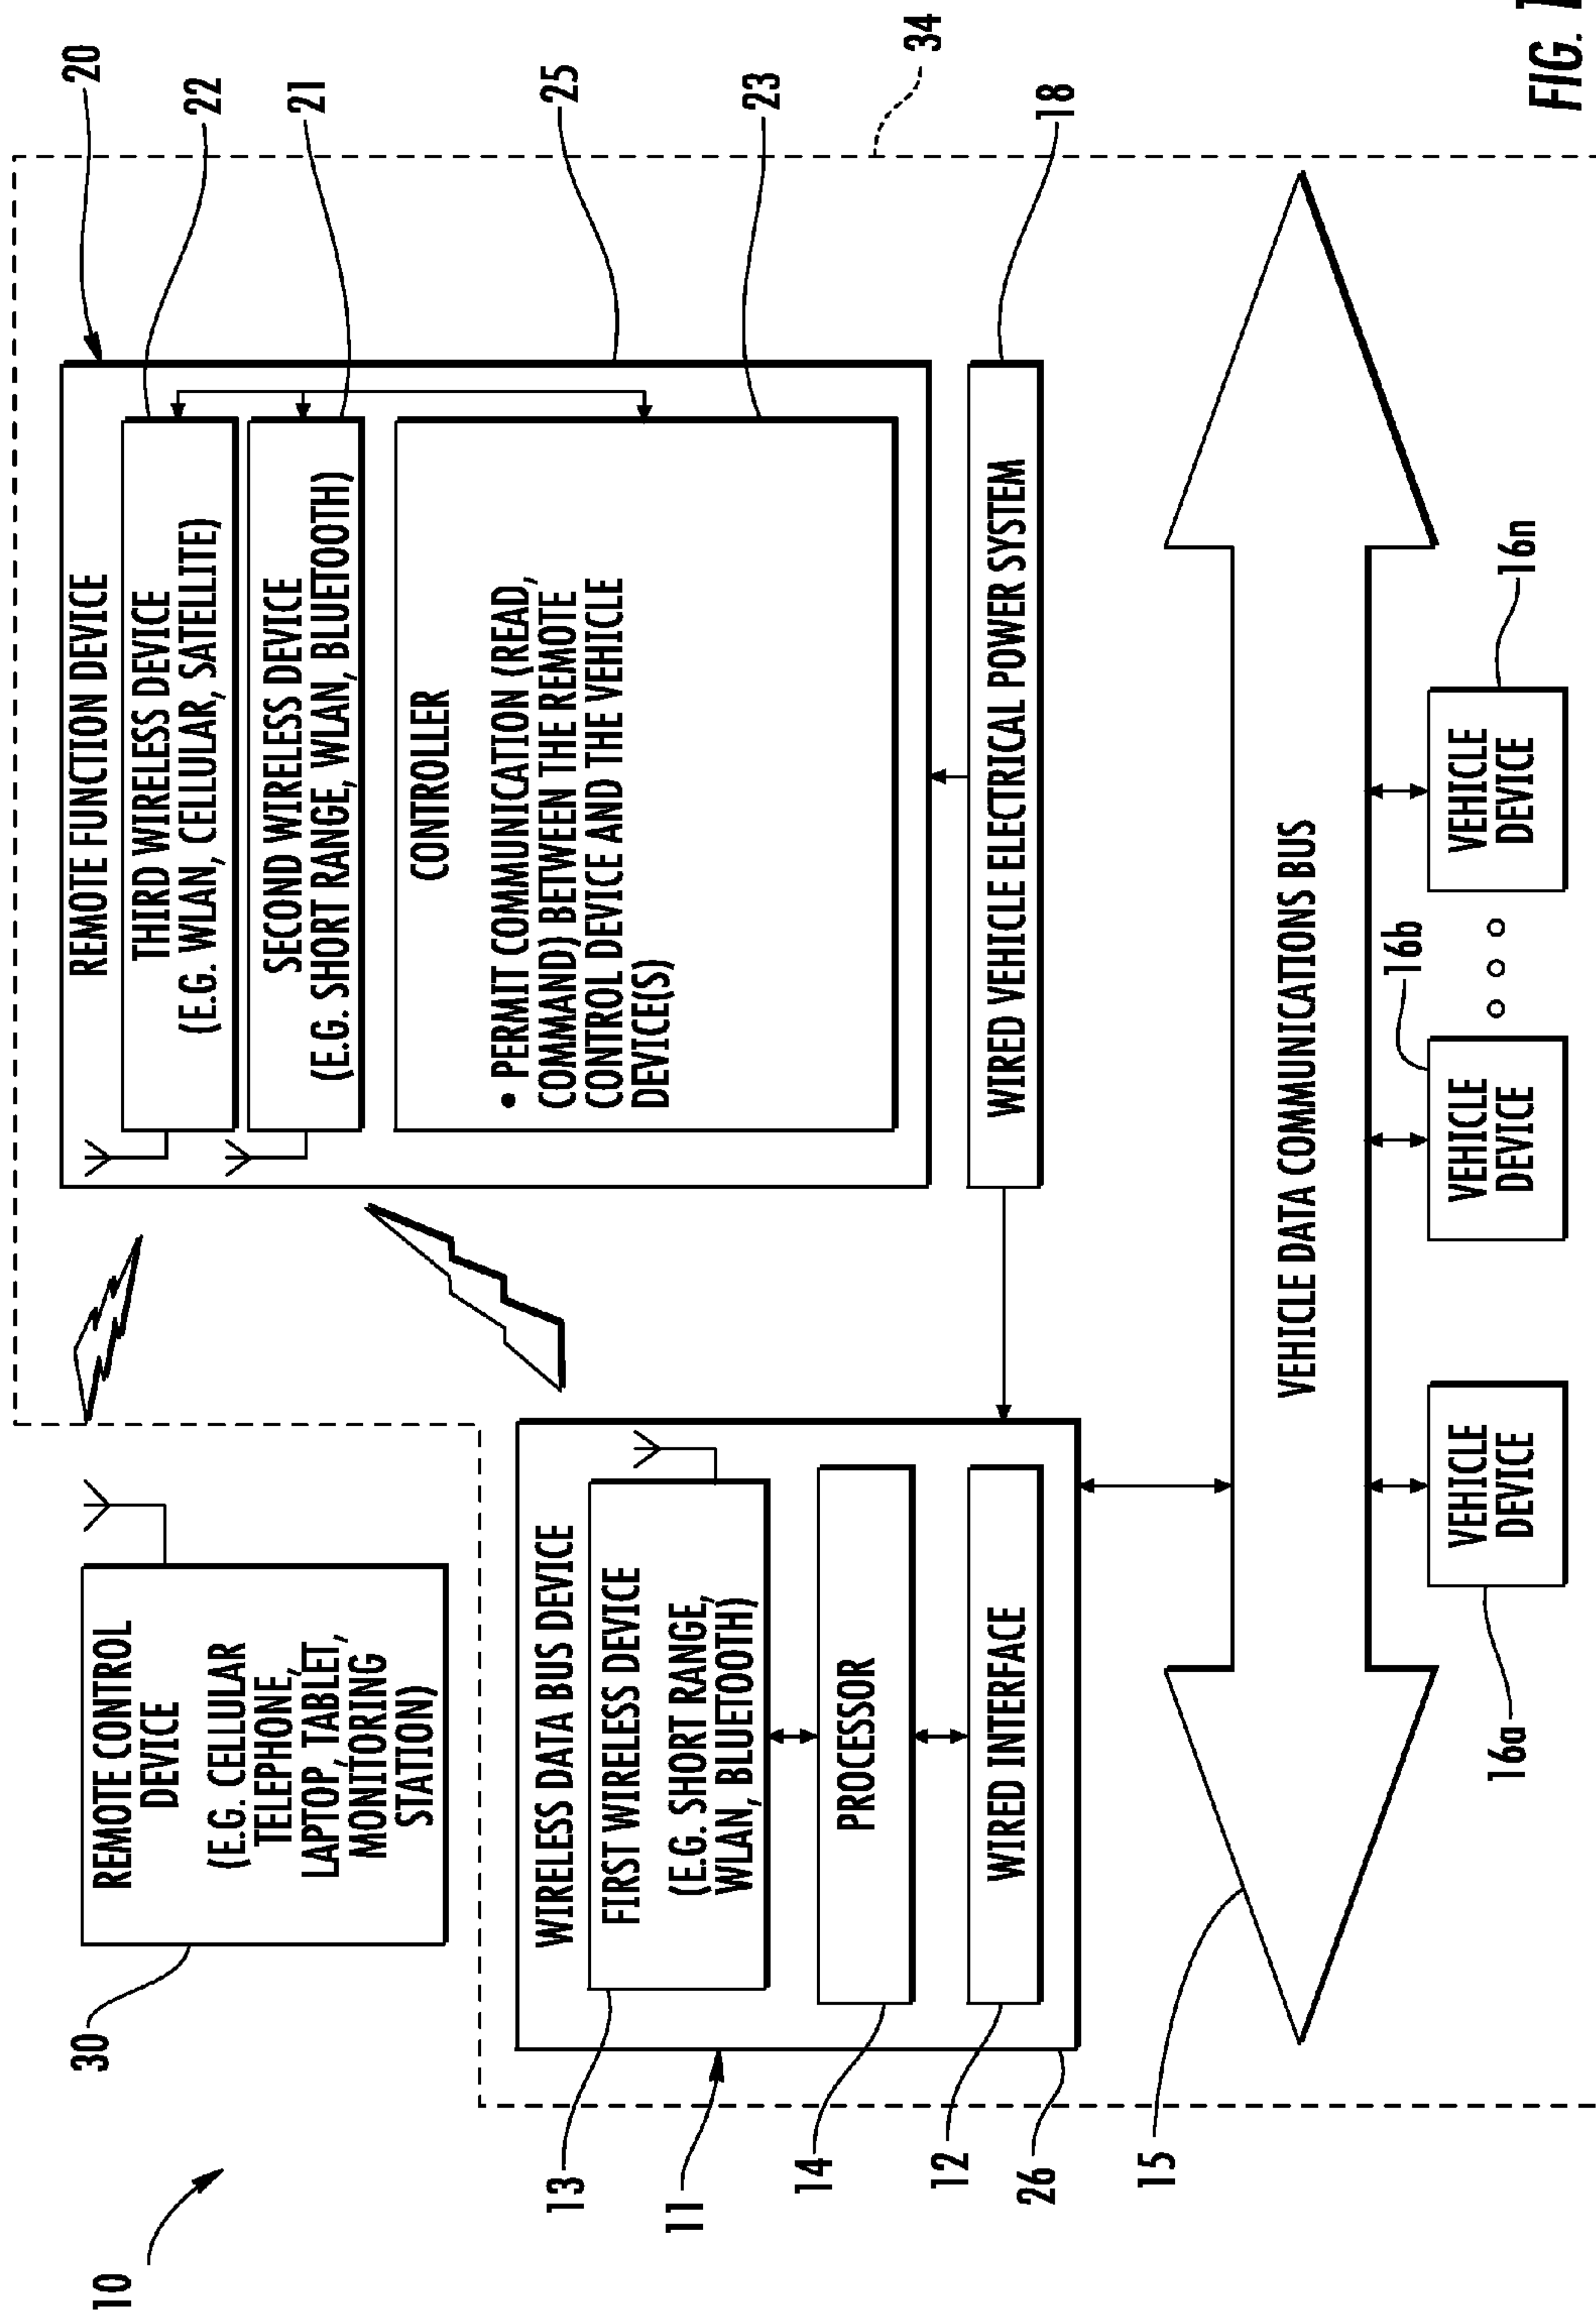 10
30
REMOTE CONTROL
DEVICE
(E.G. CELLULAR
TELEPHONE,
LAPTOP, TABLET,
MONITORING
STATION)
20
22
21
25
23
34
18
REMOTE FUNCTION DEVICE
THIRD WIRELESS DEVICE
(E.G. WLAN, CELLULAR, SATELLITE)
SECOND WIRELESS DEVICE
(E.G. SHORT RANGE, WLAN, BLUETOOTH)
CONTROLLER
• PERMIT COMMUNICATION (READ,
COMMAND) BETWEEN THE REMOTE
CONTROL DEVICE AND THE VEHICLE
DEVICE(S)
WIRED VEHICLE ELECTRICAL POWER SYSTEM
13
11
14
12
26
WIRELESS DATA BUS DEVICE
FIRST WIRELESS DEVICE
(E.G. SHORT RANGE,
WLAN, BLUETOOTH)
PROCESSOR
WIRED INTERFACE
15
VEHICLE DATA COMMUNICATIONS BUS
16a
VEHICLE
DEVICE
16b
VEHICLE
DEVICE
16n
VEHICLE
DEVICE
FIG. 1